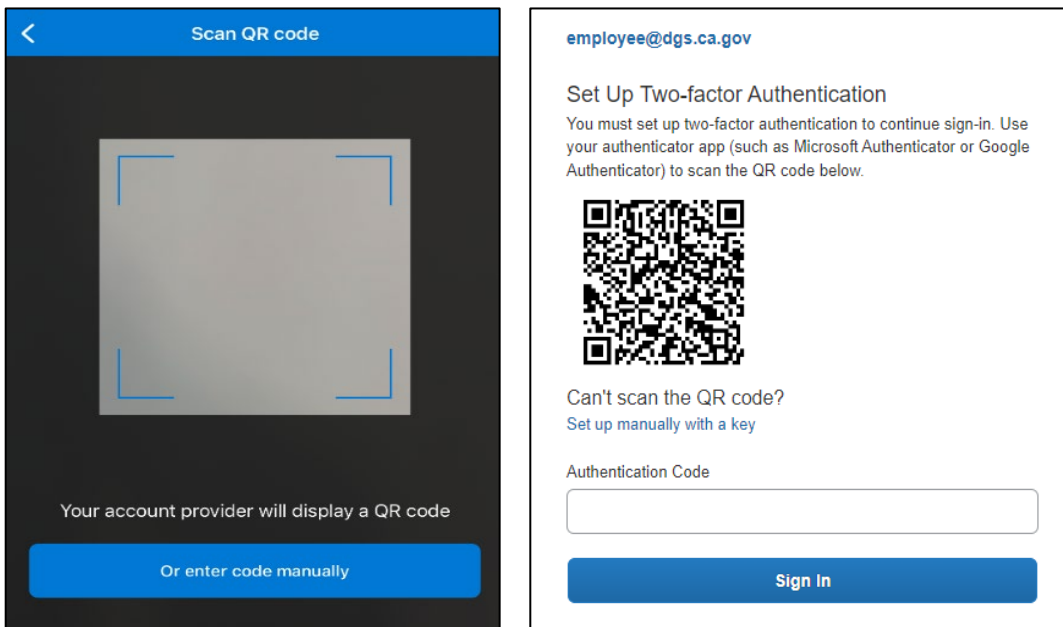 Scan QR code
Your account provider will display a QR code
Or enter code manually
employee@dgs.ca.gov
Set Up Two-factor Authentication
You must set up two-factor authentication to continue sign-in. Use
your authenticator app (such as Microsoft Authenticator or Google
Authenticator) to scan the QR code below.
Can't scan the QR code?
Set up manually with a key
Authentication Code
Sign In